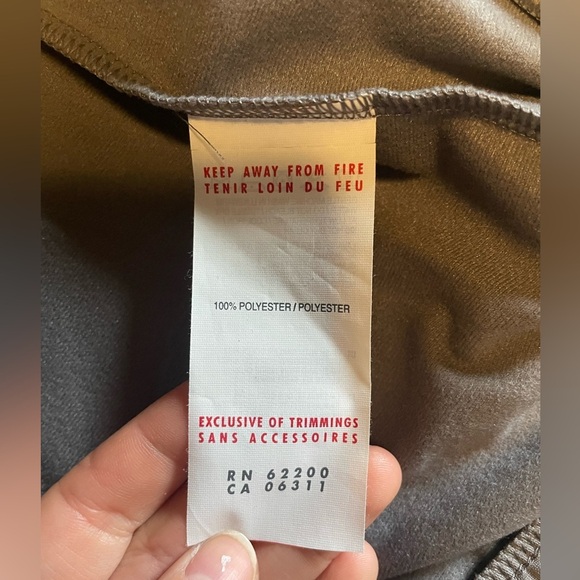 KEEP AWAY FROM FIRE
TENIR LOIN DU FEU
100% POLYESTER / POLYESTER
EXCLUSIVE OF TRIMMINGS
SANS ACCESSOIRES
RN 62200
CA 06311